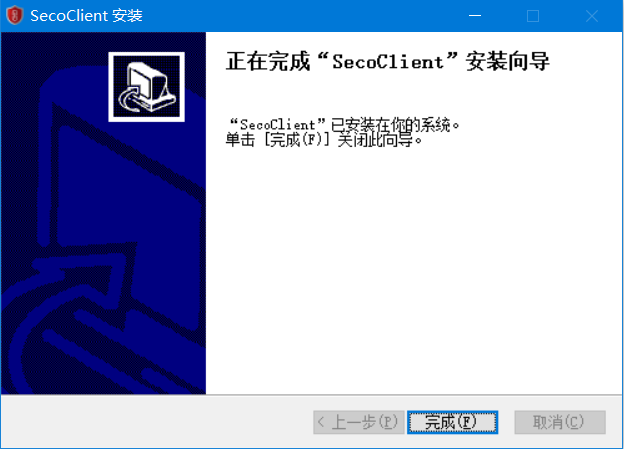 SecoClient 安装
正在完成“SecoClient”安装向导
“SecoClient”已安装在你的系统。
单击 [完成(F)] 关闭此向导。
< 上一步(P) 完成(F) 取消(C)